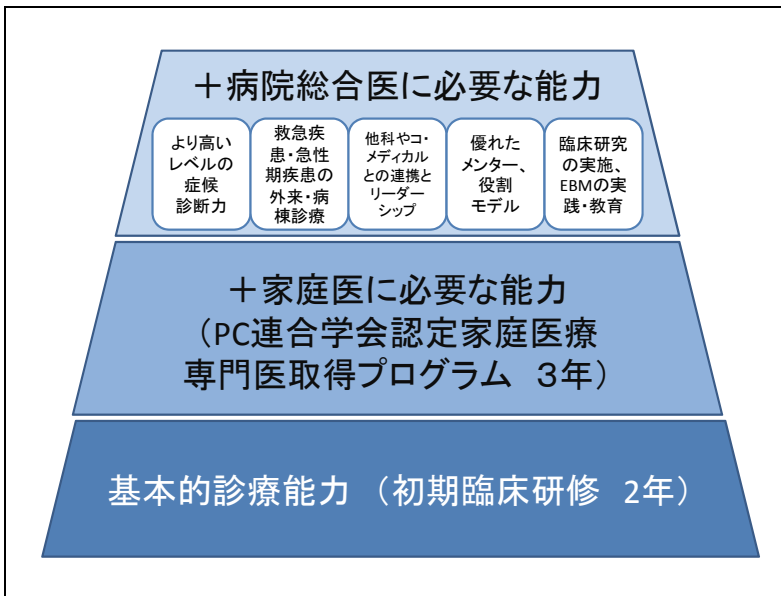 ＋病院総合医に必要な能力
より高い
レベルの
症候
診断力
救急疾
患・急性
期疾患の
外来・病
棟診療
他科やコ・
メディカル
との連携と
リーダー
シップ
優れた
メンター、
役割
モデル
臨床研究
の実施、
EBMの実
践・教育
＋家庭医に必要な能力
（PC連合学会認定家庭医療
専門医取得プログラム　３年）
基本的診療能力　（初期臨床研修　2年）